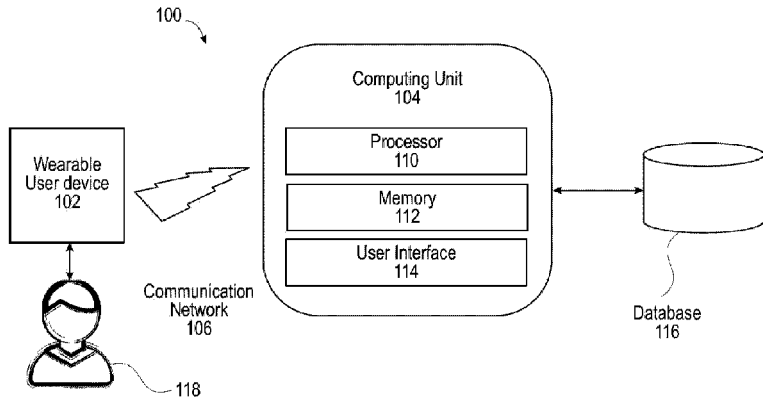 100
Computing Unit
104
Processor
110
Memory
112
User Interface
114
Wearable
User device
102
Communication
Network
106
118
Database
116